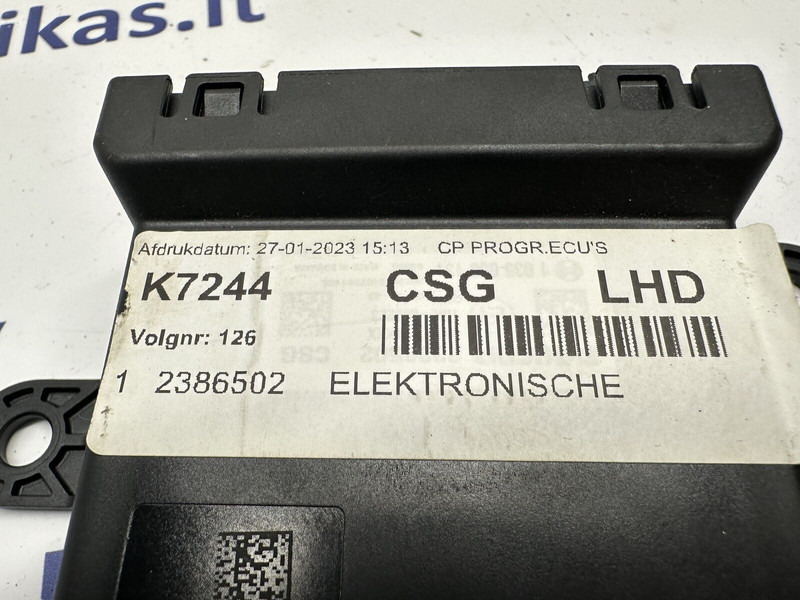 ikas.lt
Afdrukdatum: 27-01-2023 15:13 CP PROGR.ECU'S
K7244 CSG LHD
Volgnr: 126
1 2386502 ELEKTRONISCHE